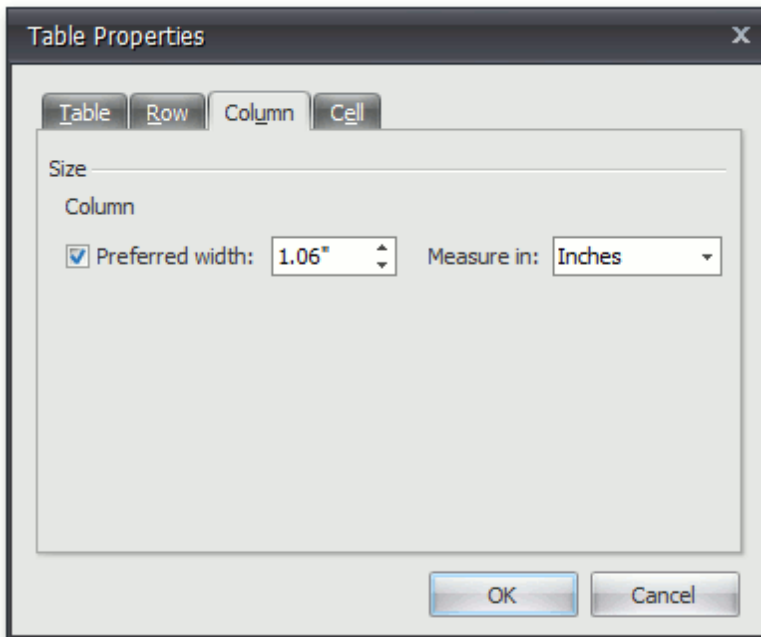 Table Properties x
Table Row Column Cell
Size
Column
Preferred width: 1.06" Measure in: Inches
OK Cancel